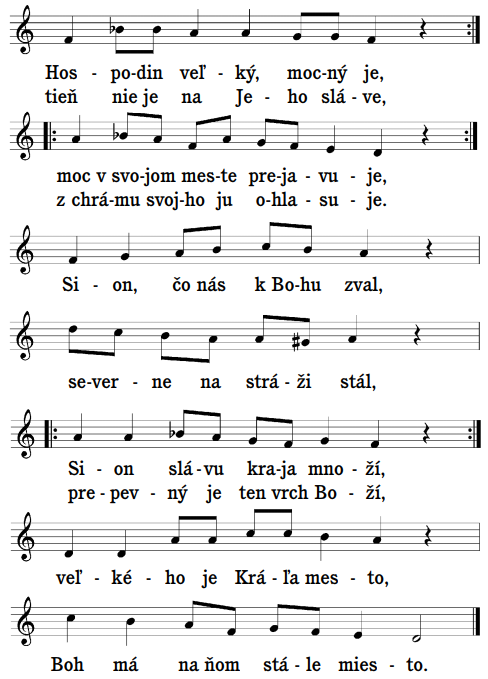 Hos - po-din veľ-ký, moc-ný je,
tieň nie je na Je - ho slá - ve,
moc v svo-jom mes-te pre-ja - vu - je,
z chrá-mu svoj-ho ju o-hla - su - je.
Si - on, čo nás k Bo-hu zval,
se-ver - ne na strá - ži stál,
Si - on slá - vu kra-ja mno - ží,
pre - pev - ný je ten vrch Bo - ží,
veľ - ké - ho je Krá-ľa mes - to,
Boh má na ňom stá - le mies - to.